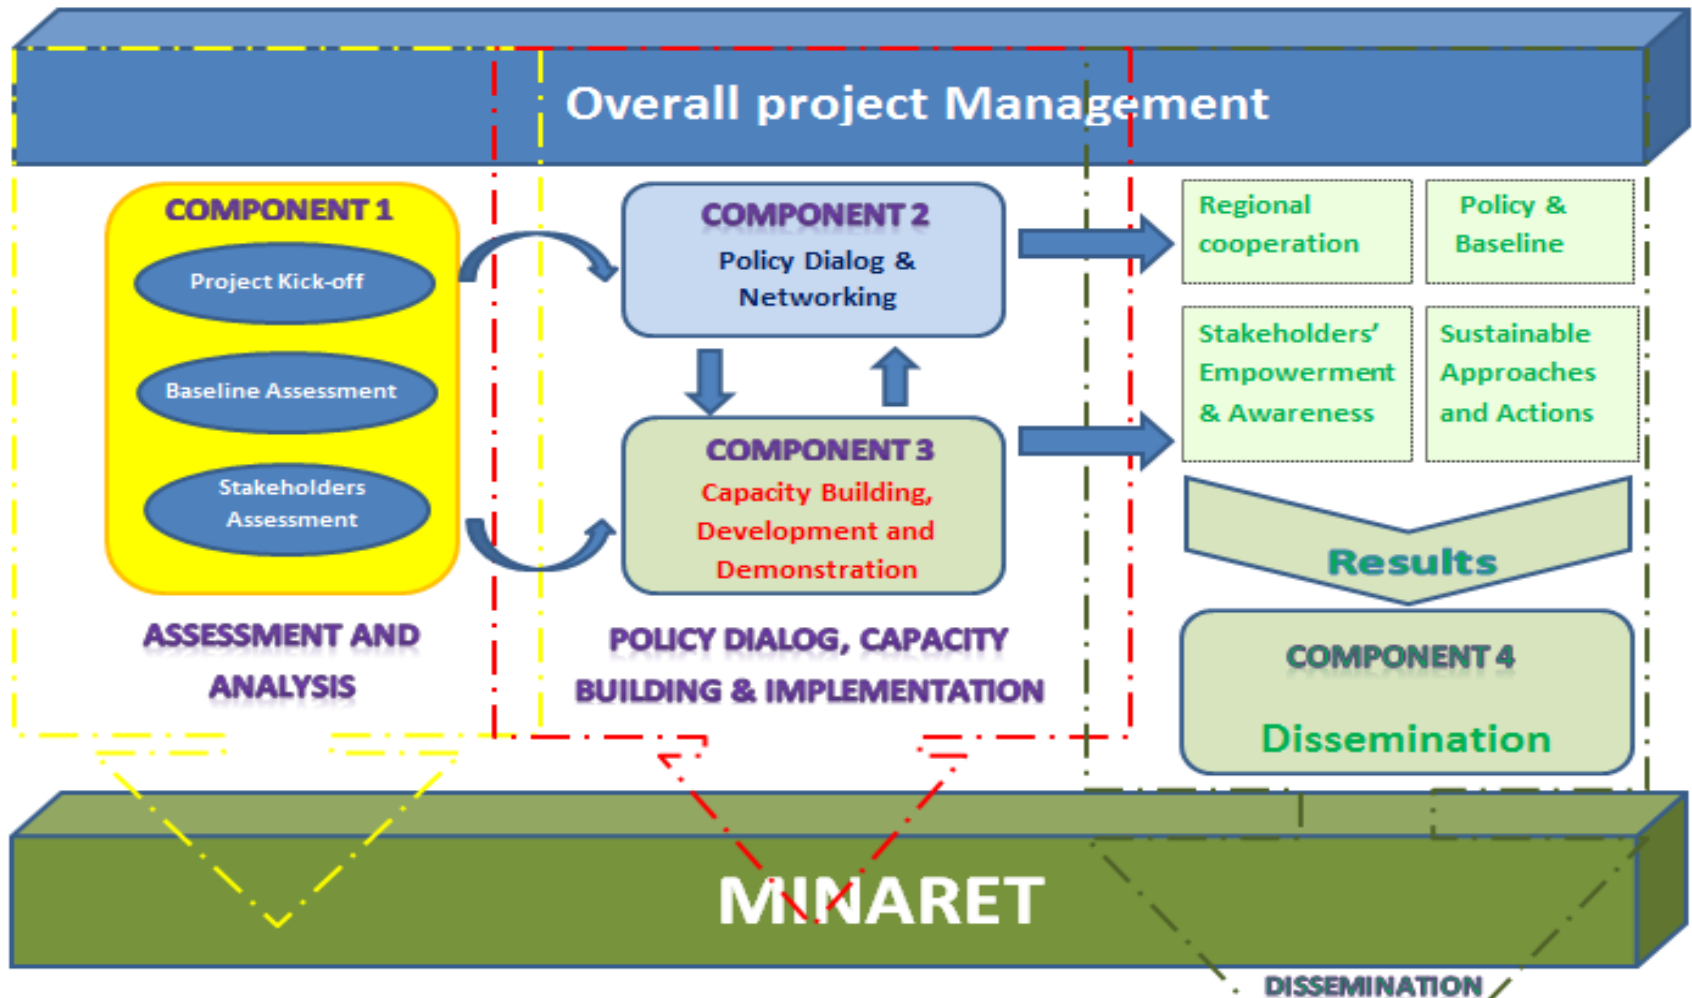 Overall project Management
COMPONENT 1
Project Kick-off
Baseline Assessment
Stakeholders
Assessment
ASSESSMENT AND
ANALYSIS
COMPONENT 2
Policy Dialog &
Networking
COMPONENT 3
Capacity Building,
Development and
Demonstration
POLICY DIALOG, CAPACITY
BUILDING & IMPLEMENTATION
Regional
cooperation
Policy &
Baseline
Stakeholders’
Empowerment
& Awareness
Sustainable
Approaches
and Actions
Results
COMPONENT 4
Dissemination
MINARET
DISSEMINATION